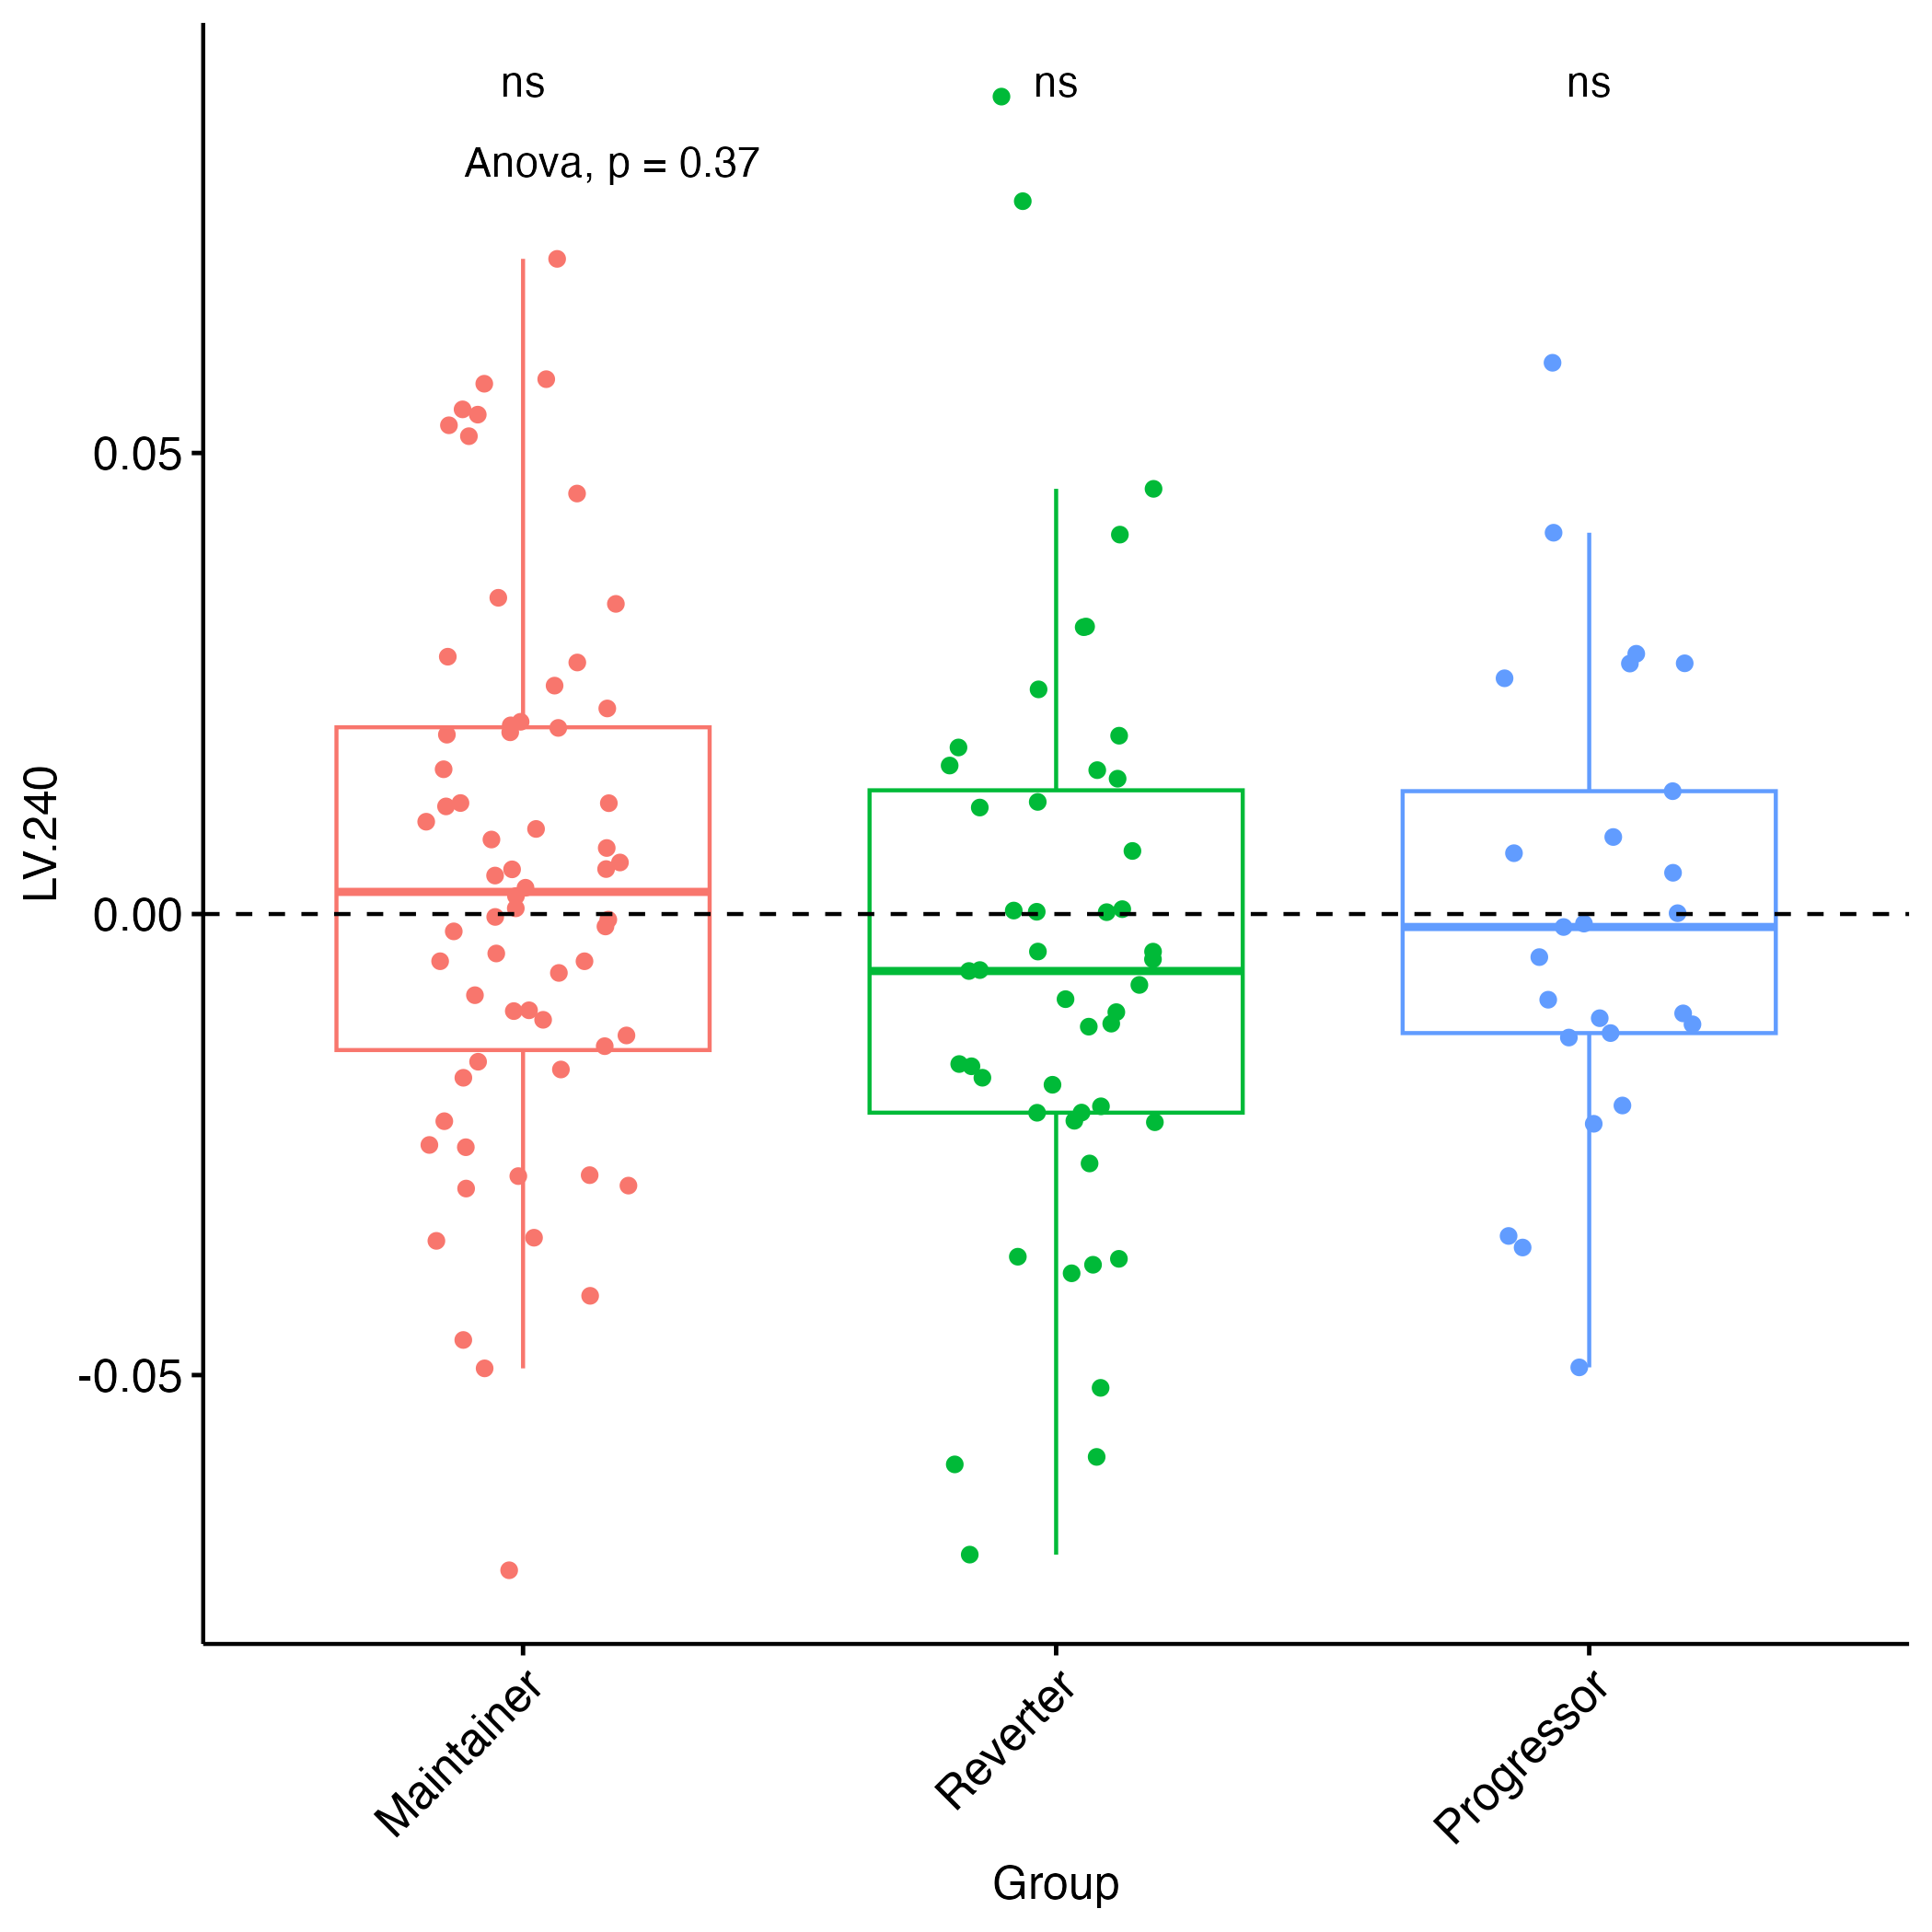 ns ns ns
Anova, p = 0.37
LV.240
0.05
0.00
-0.05
Maintainer
Reverter
Progressor
Group